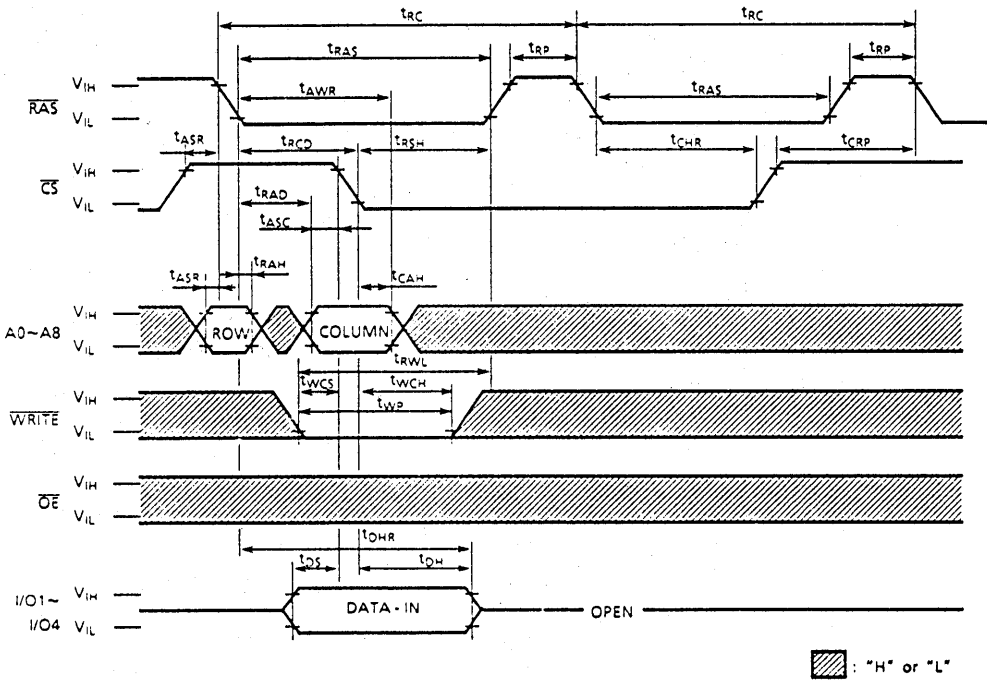 tRC tRC
tRAS tRP tRP
VIH
RAS tAWR tRAS
VIL
tASR tRCD tRSH tCHR tCRP
VIH
CS tRAD
VIL
tASC
tASR tRAH tCAH
VIH
A0~A8 ROW COLUMN
VIL
tRWL
tWCS tWCH
VIH
WRITE tWP
VIL
VIH
OE
VIL
tDHR
tDS tDH
I/O1~ VIH
DATA-IN OPEN
I/O4 VIL
: "H" or "L"